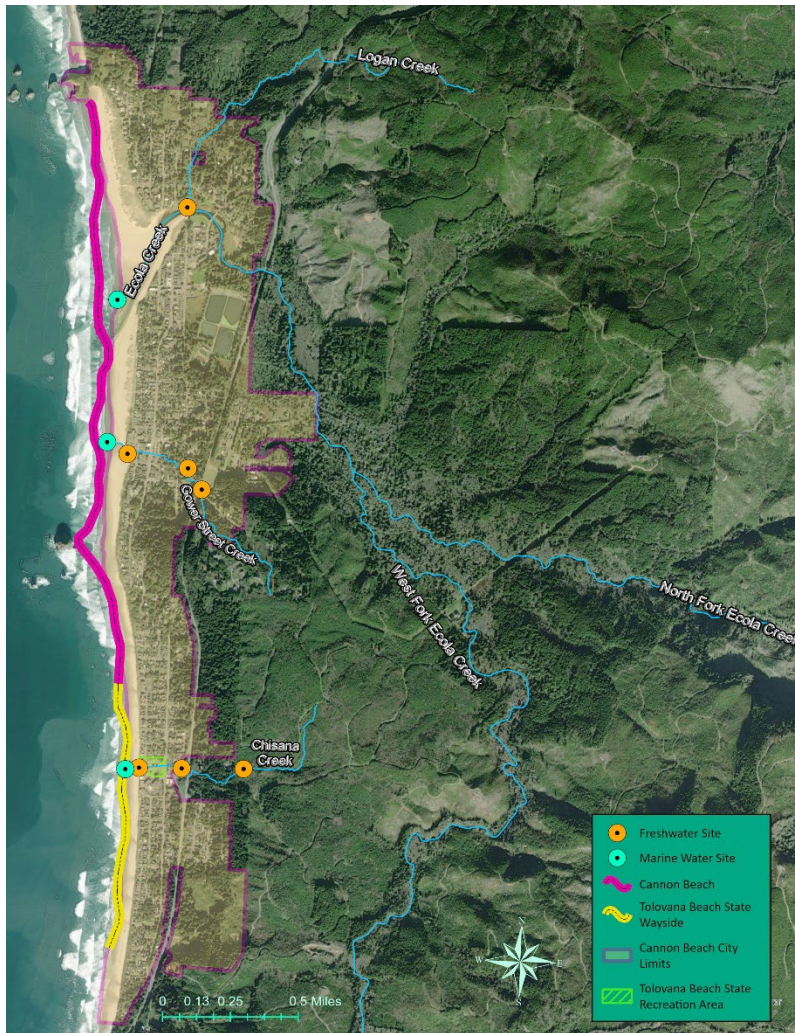 Logan Creek
Ecola Creek
Gower Street Creek
West Fork Ecola Creek
North Fork Ecola Creek
Chisana
Creek
Freshwater Site
Marine Water Site
Cannon Beach
Tolovana Beach State
Wayside
Cannon Beach City
Limits
Tolovana Beach State
Recreation Area
N
W
E
S
0 0.13 0.25 0.5 Miles